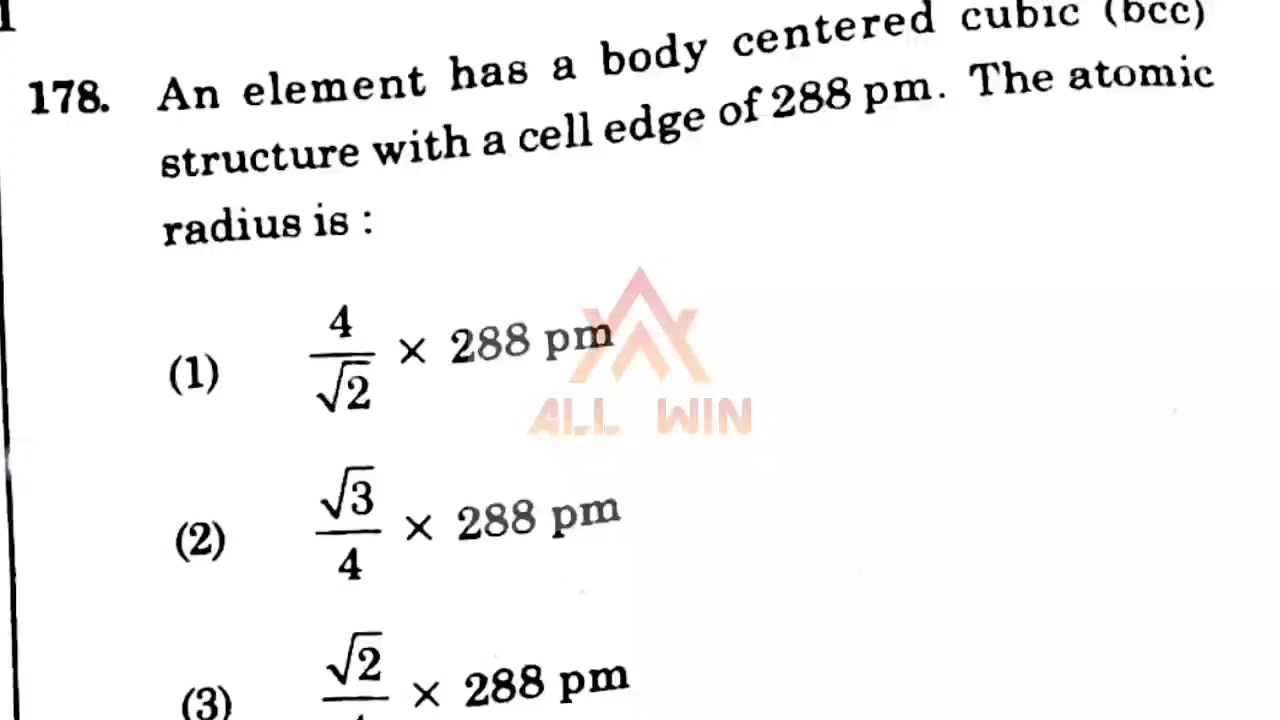 178. An element has a body centered cubic (bcc)
structure with a cell edge of 288 pm. The atomic
radius is :
(1) 4/√2 × 288 pm
ALL WIN
(2) √3/4 × 288 pm
(3) √2/4 × 288 pm